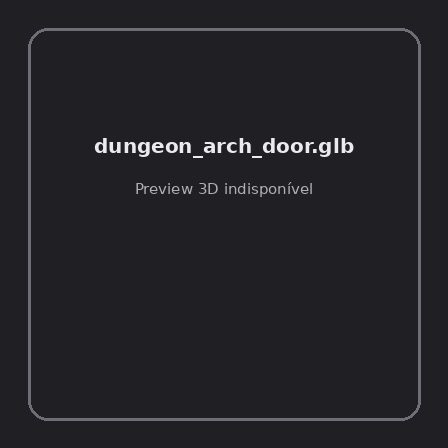 dungeon_arch_door.glb
Preview 3D indisponível